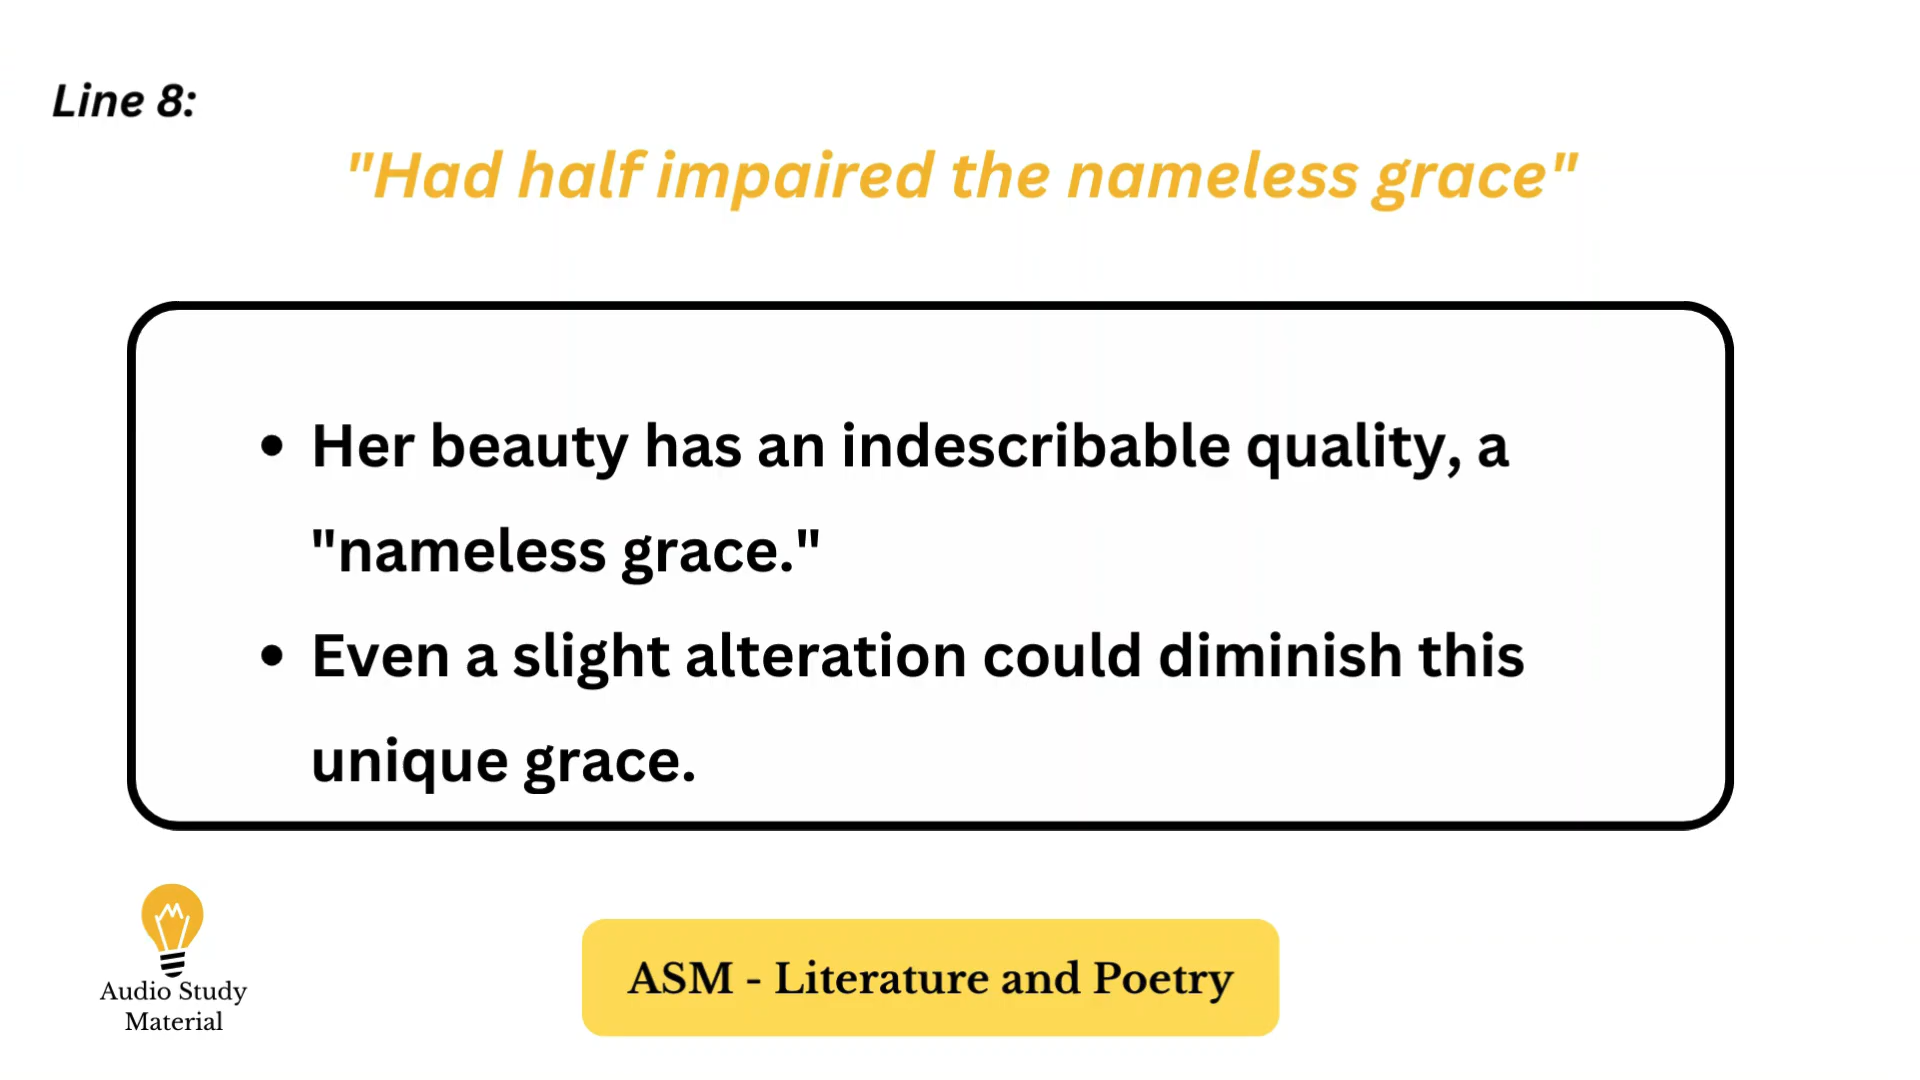 Line 8:
"Had half impaired the nameless grace"
• Her beauty has an indescribable quality, a
"nameless grace."
• Even a slight alteration could diminish this
unique grace.
Audio Study
Material
ASM - Literature and Poetry